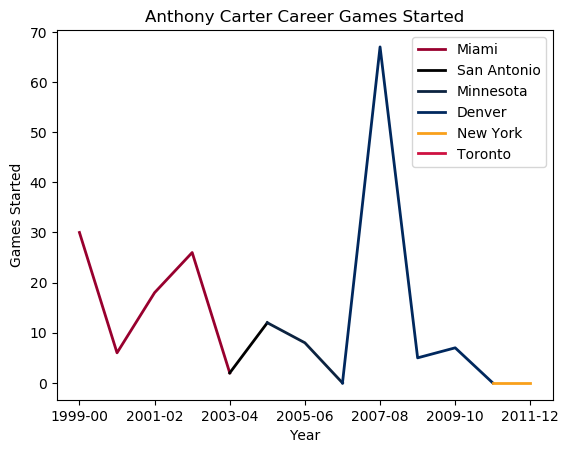 Anthony Carter Career Games Started
70
60
50
40
30
20
10
0
Games Started
Miami
San Antonio
Minnesota
Denver
New York
Toronto
1999-00 2001-02 2003-04 2005-06 2007-08 2009-10 2011-12
Year